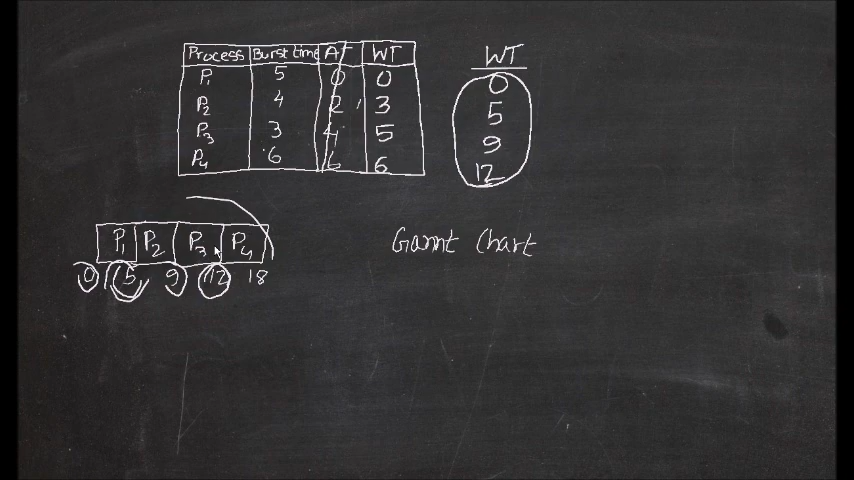 Process Burst time AT WT
P1 5 0 0
P2 4 2 3
P3 3 4 5
P4 6 6 6
WT
0
5
9
12
P1 P2 P3 P4
0 5 9 12 18
Gannt Chart